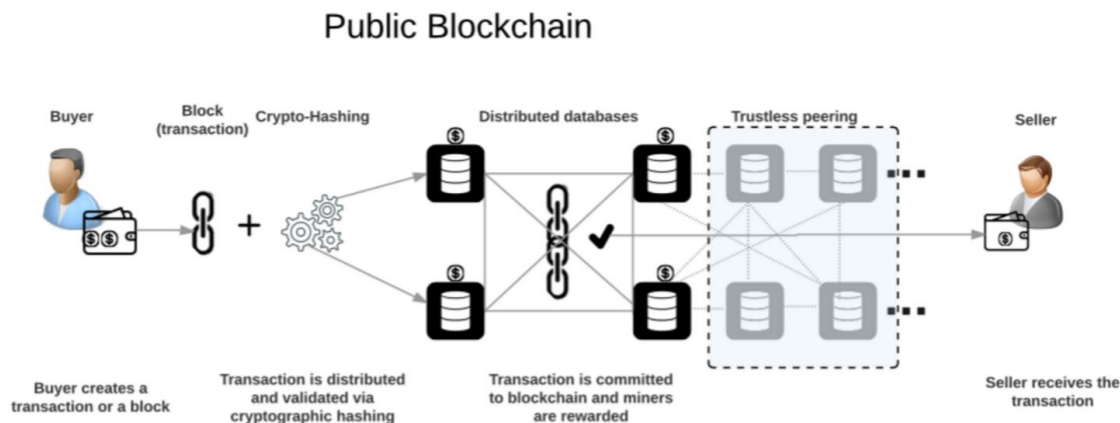 Public Blockchain
Buyer
Block
(transaction)
Crypto-Hashing
Distributed databases
Trustless peering
Seller
Buyer creates a
transaction or a block
Transaction is distributed
and validated via
cryptographic hashing
Transaction is committed
to blockchain and miners
are rewarded
Seller receives the
transaction